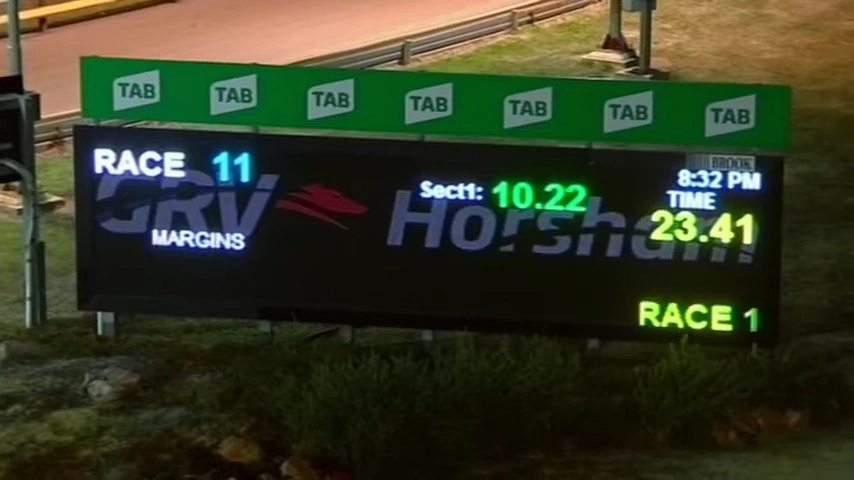 TAB TAB TAB TAB TAB TAB TAB
BROOK
RACE 11
Sect1: 10.22
8:32 PM
TIME
GRV Horsham
23.41
MARGINS
RACE 1